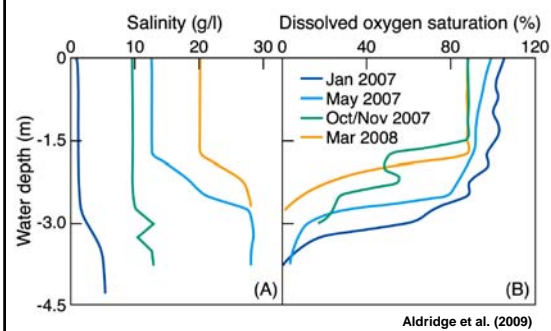 Salinity (g/l) Dissolved oxygen saturation (%)
0 10 20 30 0 40 80 120
0
-1.5
-3.0
-4.5
Water depth (m)
Jan 2007
May 2007
Oct/Nov 2007
Mar 2008
(A) (B)
Aldridge et al. (2009)